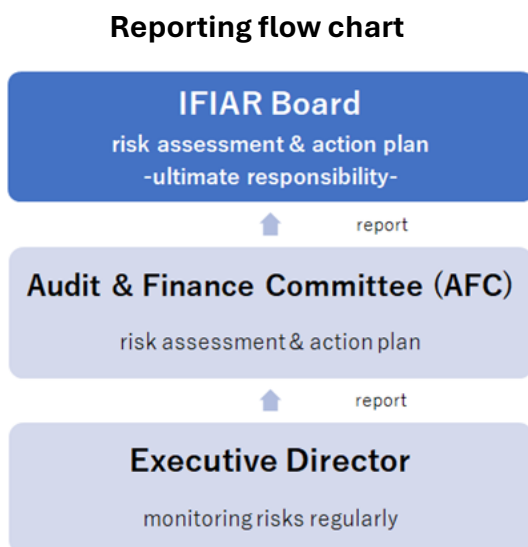 Reporting flow chart
IFIAR Board
risk assessment & action plan
-ultimate responsibility-
report
Audit & Finance Committee (AFC)
risk assessment & action plan
report
Executive Director
monitoring risks regularly